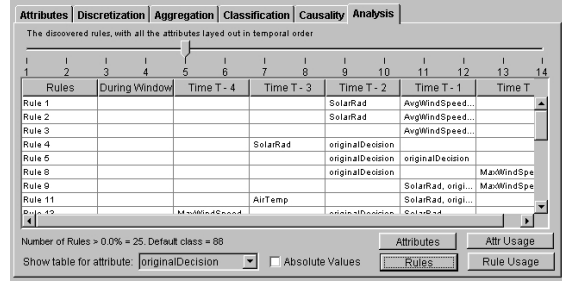 Attributes Discretization Aggregation Classification Causality Analysis
The discovered rules, with all the attributes layed out in temporal order
1 2 3 4 5 6 7 8 9 10 11 12 13 14
Rules During Window Time T - 4 Time T - 3 Time T - 2 Time T - 1 Time T
Rule 1 SolarRad AvgWindSpeed...
Rule 2 SolarRad AvgWindSpeed...
Rule 3 AvgWindSpeed...
Rule 4 SolarRad originalDecision
Rule 5 originalDecision originalDecision
Rule 8 originalDecision MaxWindSpe
Rule 9 SolarRad, origi... MaxWindSpe
Rule 11 AirTemp SolarRad, origi...
Rule 12 MaxWindSpeed originalDecision SolarRad
Number of Rules > 0.0% = 25. Default class = 88
Attributes Attr Usage
Show table for attribute: originalDecision Absolute Values Rules Rule Usage